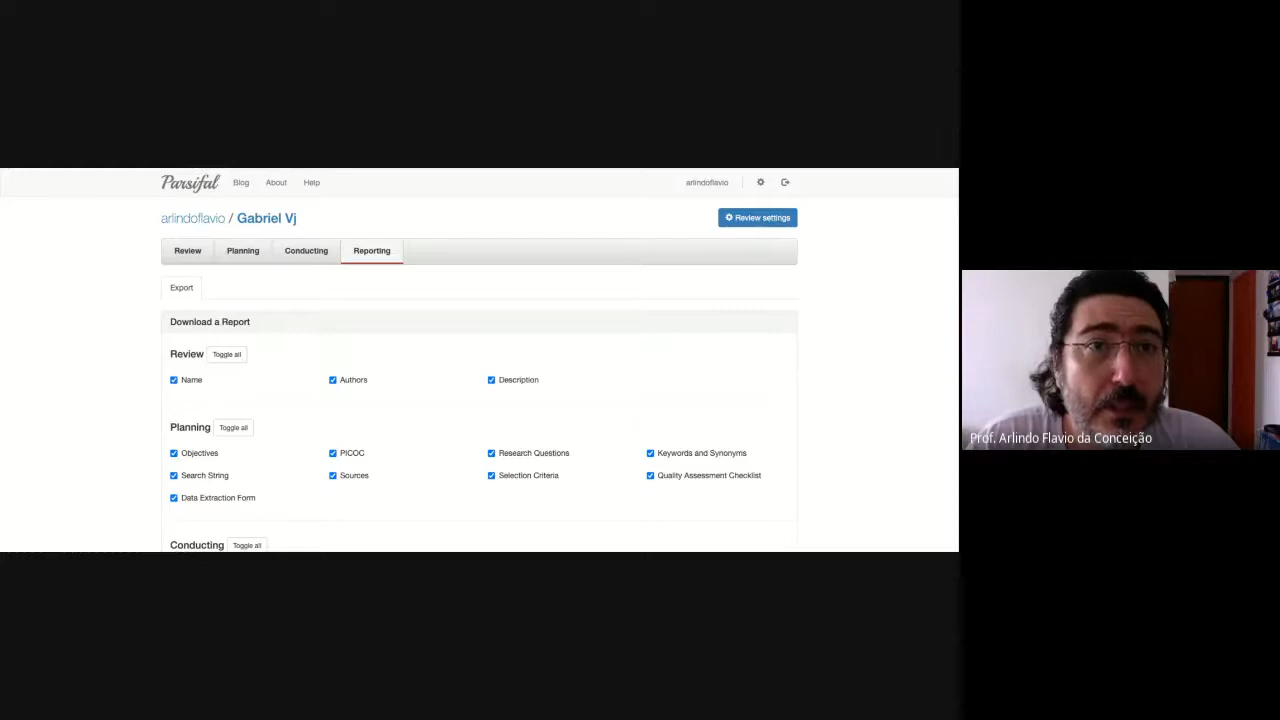 Parsifal Blog About Help arlindoflavio
arlindoflavio / Gabriel Vj Review settings
Review Planning Conducting Reporting
Export
Download a Report
Review Toggle all
Name Authors Description
Planning Toggle all
Objectives PICOC Research Questions Keywords and Synonyms
Search String Sources Selection Criteria Quality Assessment Checklist
Data Extraction Form
Conducting Toggle all
Prof. Arlindo Flavio da Conceição